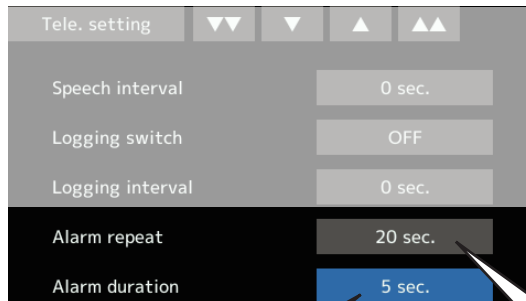 Tele. setting ▼▼ ▼ ▲ ▲▲
Speech interval 0 sec.
Logging switch OFF
Logging interval 0 sec.
Alarm repeat 20 sec.
Alarm duration 5 sec.